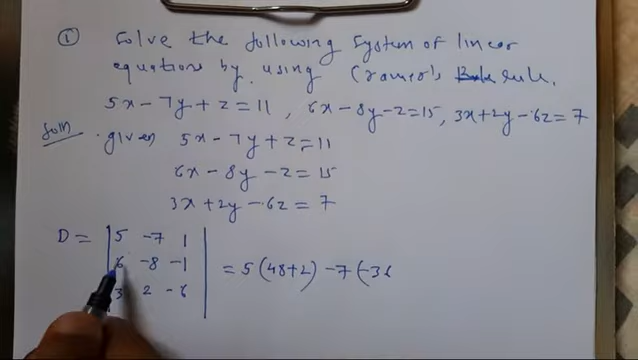 ① Solve the following system of linear
equations by using Cramer's rule.
5x - 7y + z = 11 , 6x - 8y - z = 15, 3x + 2y - 6z = 7
Soln given 5x - 7y + z = 11
6x - 8y - z = 15
3x + 2y - 6z = 7
D = | 5 -7 1 |
| 6 -8 -1 | = 5(48+2) -7(-36
| 3 2 -6 |